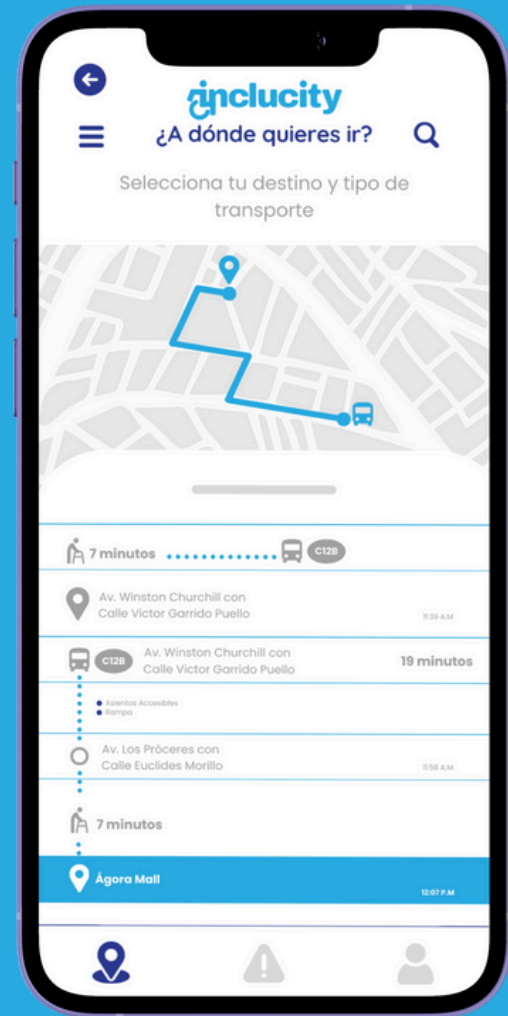 inclucity
¿A dónde quieres ir?
Selecciona tu destino y tipo de
transporte
7 minutos
C12B
Av. Winston Churchill con
Calle Victor Garrido Puello
11:39 A.M
C12B
Av. Winston Churchill con
Calle Victor Garrido Puello
19 minutos
Asientos Accesibles
Rampa
Av. Los Próceres con
Calle Euclides Morillo
11:58 A.M
7 minutos
Ágora Mall
12:07 P.M